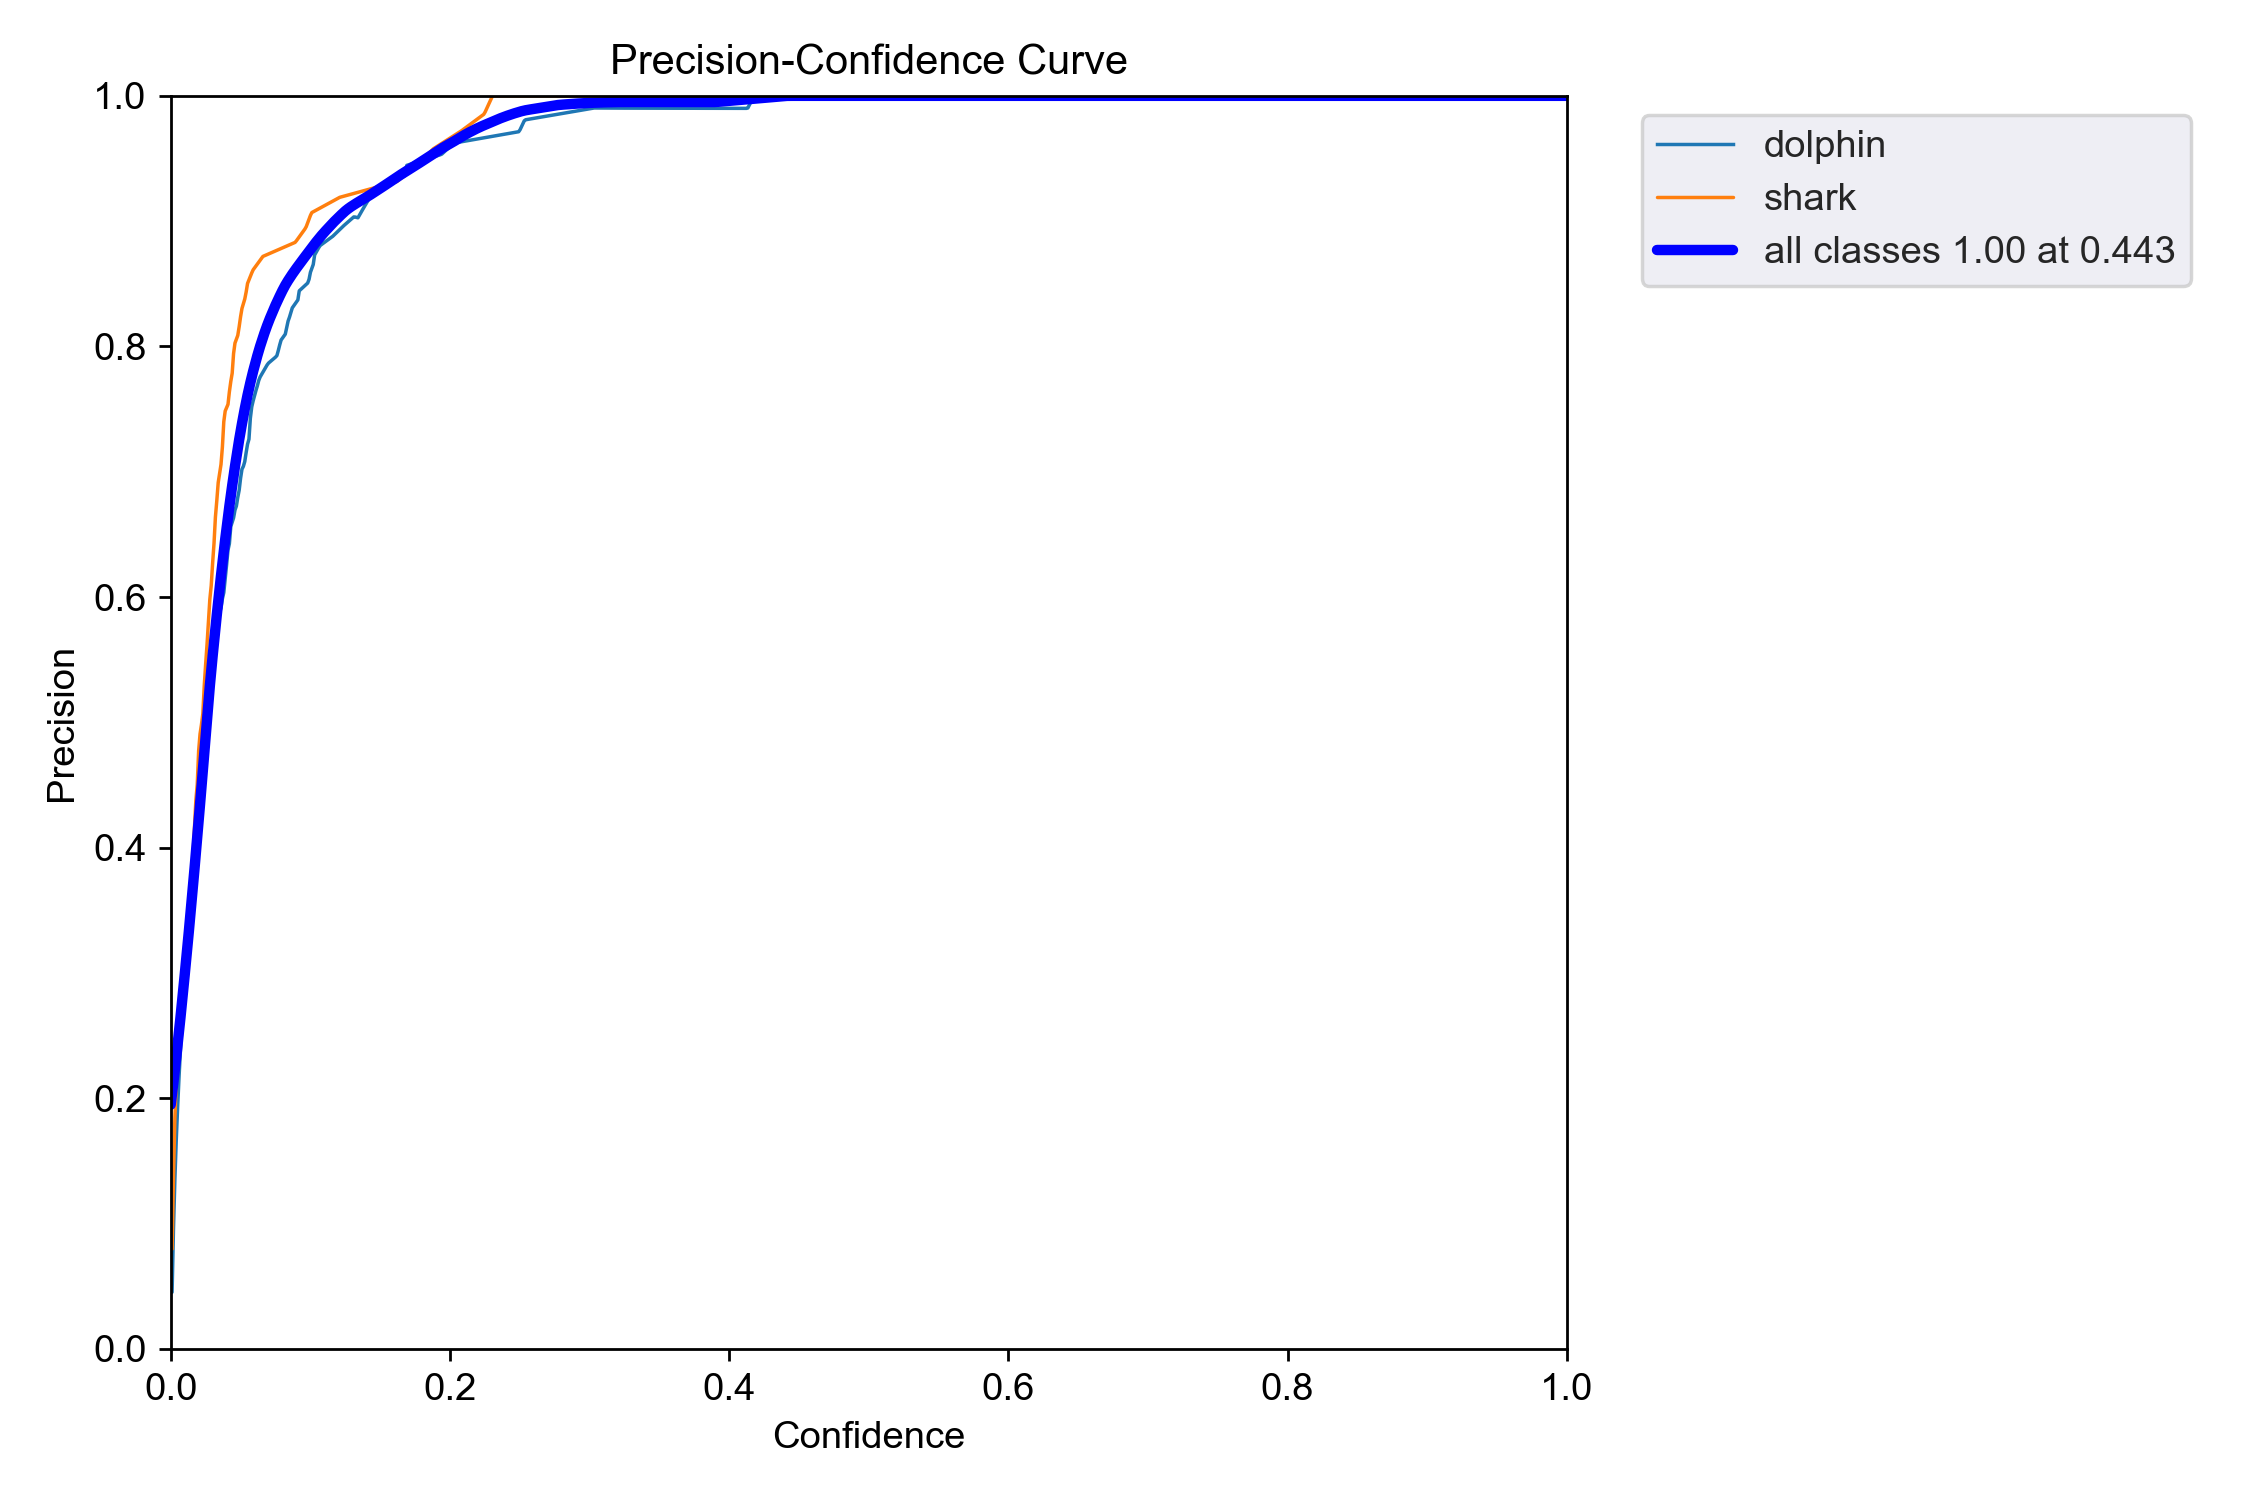 Precision-Confidence Curve
1.0
0.8
0.6
0.4
0.2
0.0
Precision
0.0 0.2 0.4 0.6 0.8 1.0
Confidence
dolphin
shark
all classes 1.00 at 0.443